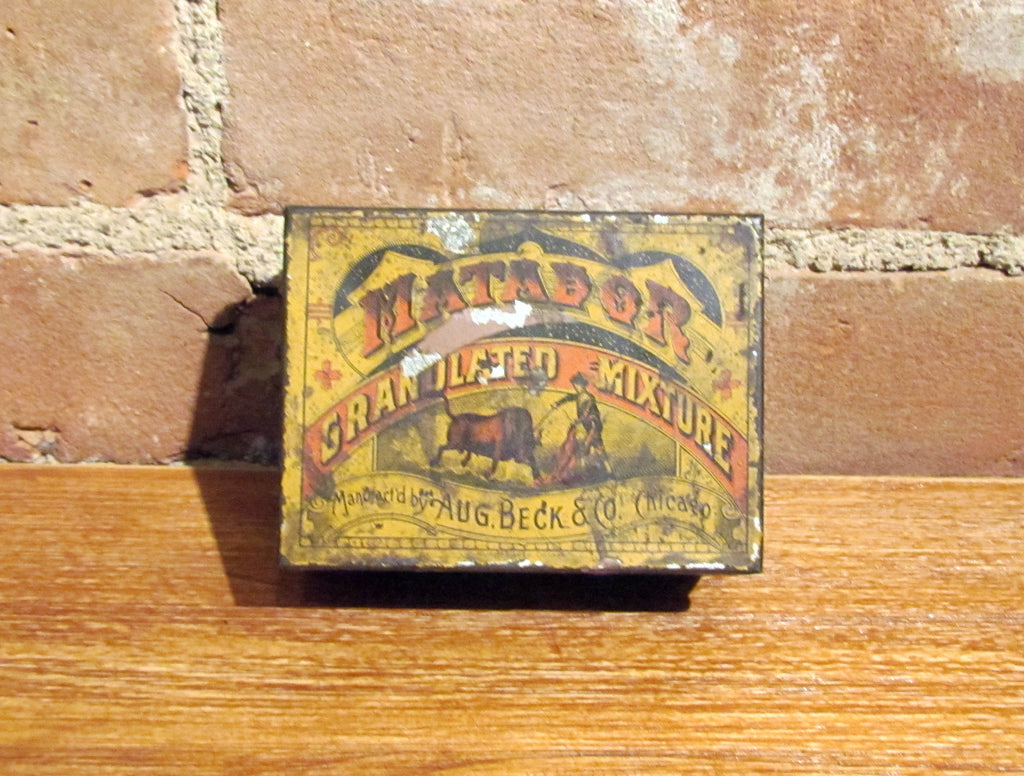 MATADOR
GRANULATED MIXTURE
Manufact'd by AUG. BECK & CO. Chicago